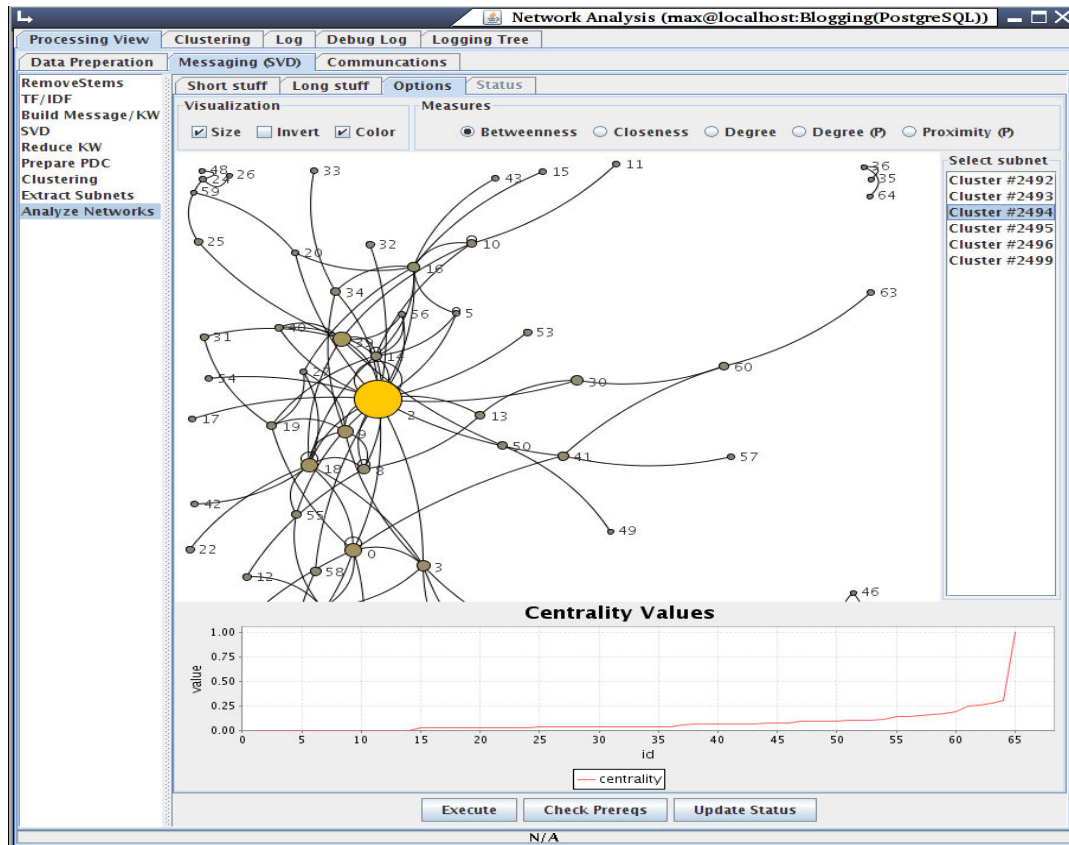 Network Analysis (max@localhost:Blogging(PostgreSQL))
Processing View
Clustering
Log
Debug Log
Logging Tree
Data Preperation
Messaging (SVD)
Communcations
RemoveStems
TF/IDF
Build Message/KW
SVD
Reduce KW
Prepare PDC
Clustering
Extract Subnets
Analyze Networks
Short stuff
Long stuff
Options
Status
Visualization
Size
Invert
Color
Measures
Betweenness
Closeness
Degree
Degree (P)
Proximity (P)
Select subnet
Cluster #2492
Cluster #2493
Cluster #2494
Cluster #2495
Cluster #2496
Cluster #2499
48
26
33
43
15
11
36
35
64
59
25
20
32
10
16
34
56
5
63
40
53
31
14
54
30
60
17
2
13
19
9
50
41
57
18
8
42
55
49
22
0
3
12
58
46
Centrality Values
1.00
0.75
0.50
0.25
0.00
value
0
5
10
15
20
25
30
35
40
45
50
55
60
65
id
centrality
Execute
Check Prereqs
Update Status
N/A